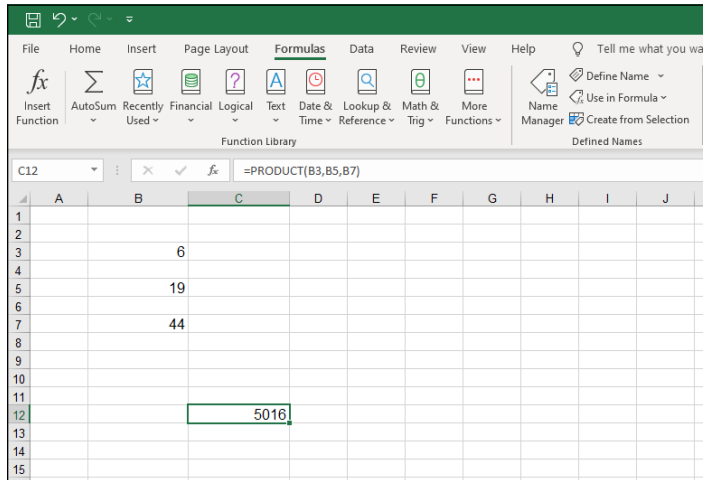 File Home Insert Page Layout Formulas Data Review View Help Tell me what you wa
fx Insert Function AutoSum Recently Used Financial Logical Text Date & Time Lookup & Reference Math & Trig More Functions Name Manager Define Name
Use in Formula
Create from Selection
Function Library Defined Names
C12 fx =PRODUCT(B3,B5,B7)
A B C D E F G H I J
1
2
3 6
4
5 19
6
7 44
8
9
10
11
12 5016
13
14
15